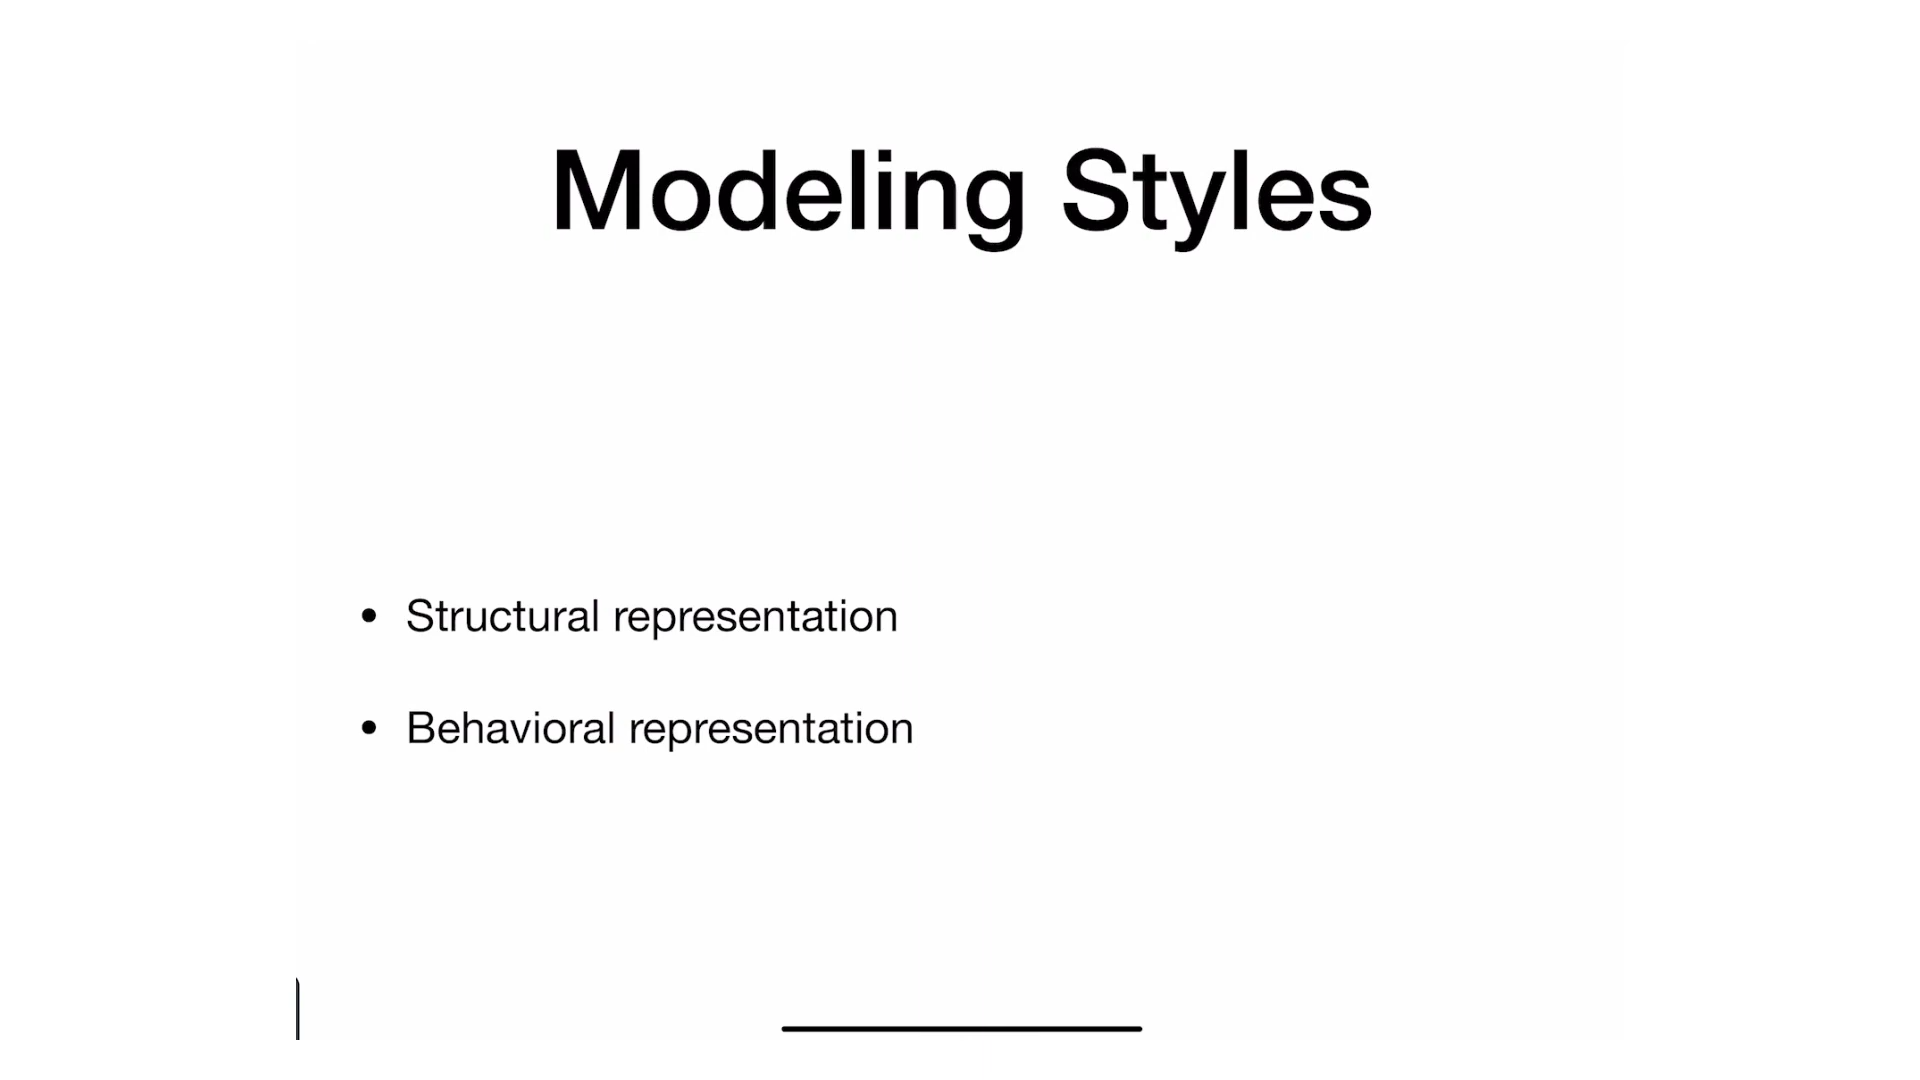 Modeling Styles
• Structural representation
• Behavioral representation